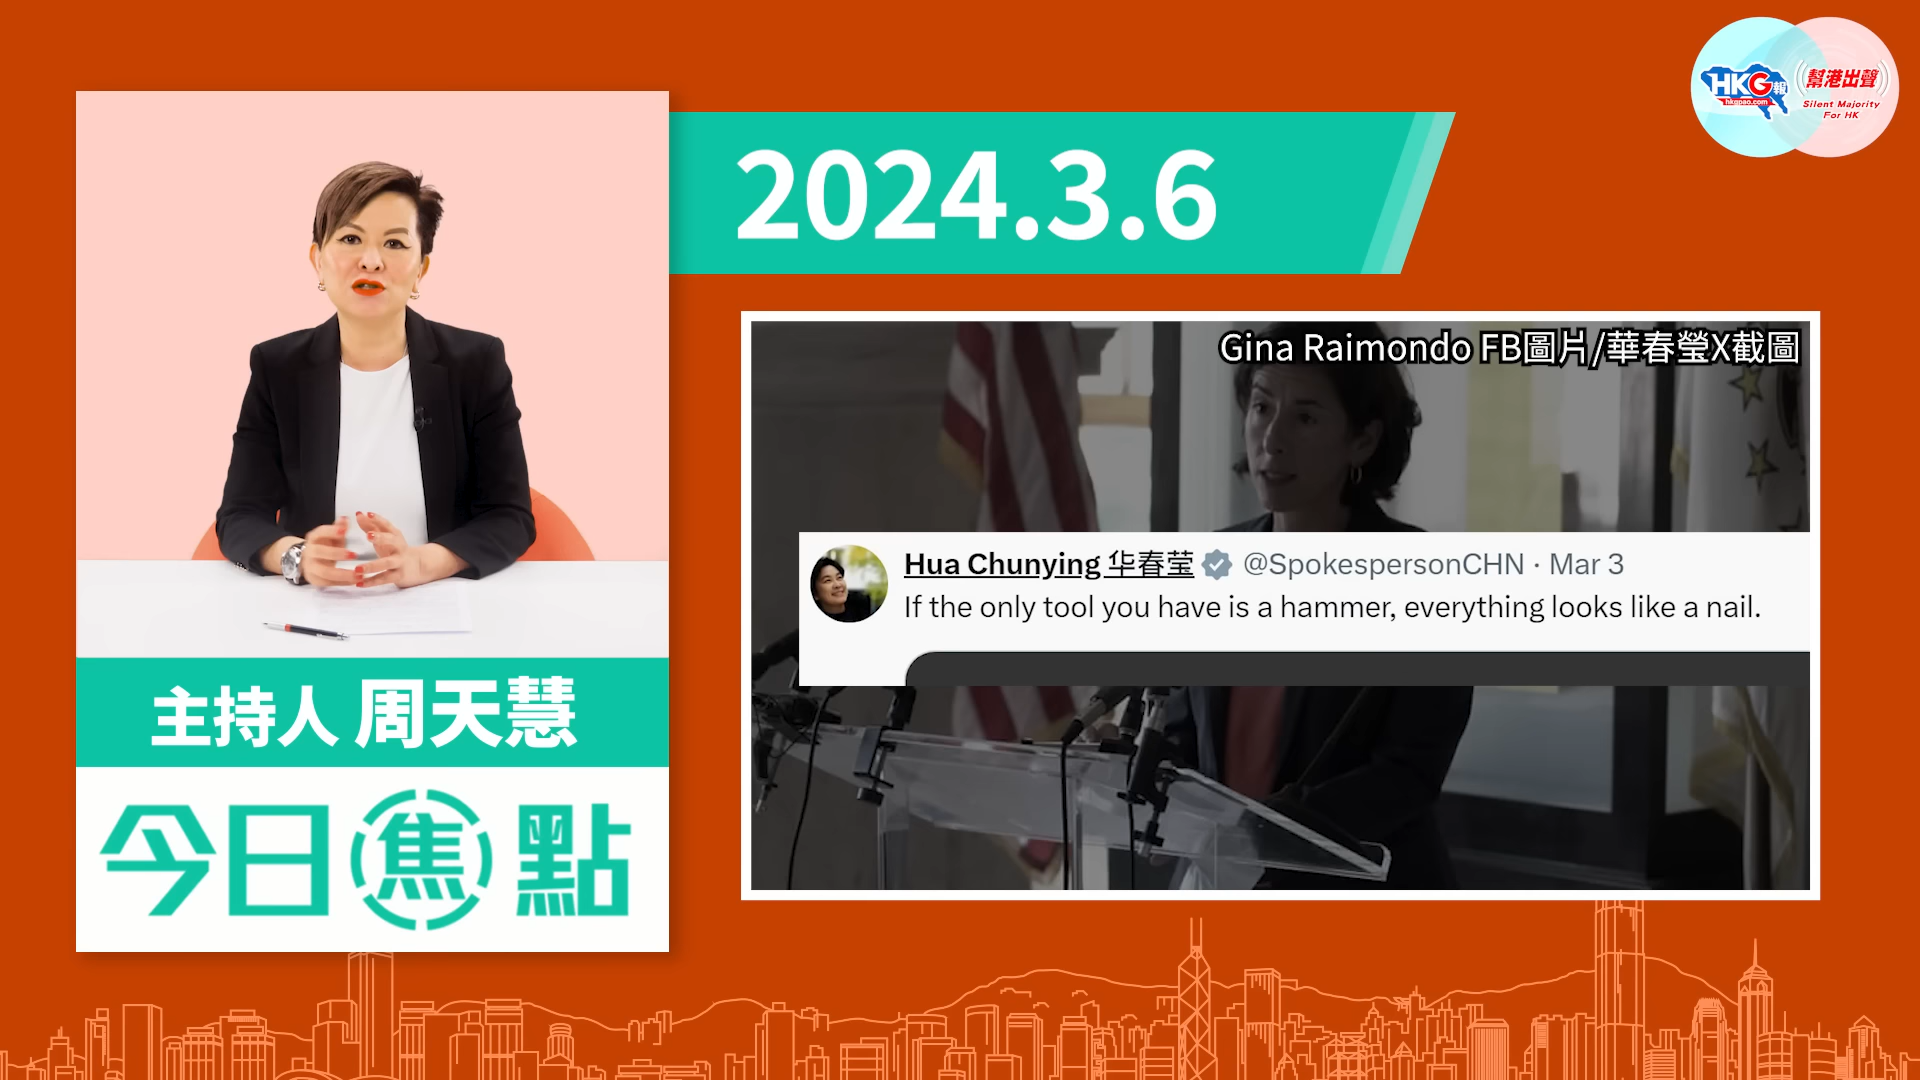 HKG報
hkgpao.com
幫港出聲
Silent Majority
For HK
2024.3.6
Gina Raimondo FB圖片/華春瑩X截圖
Hua Chunying 华春莹 @SpokespersonCHN · Mar 3
If the only tool you have is a hammer, everything looks like a nail.
主持人 周天慧
今日焦點